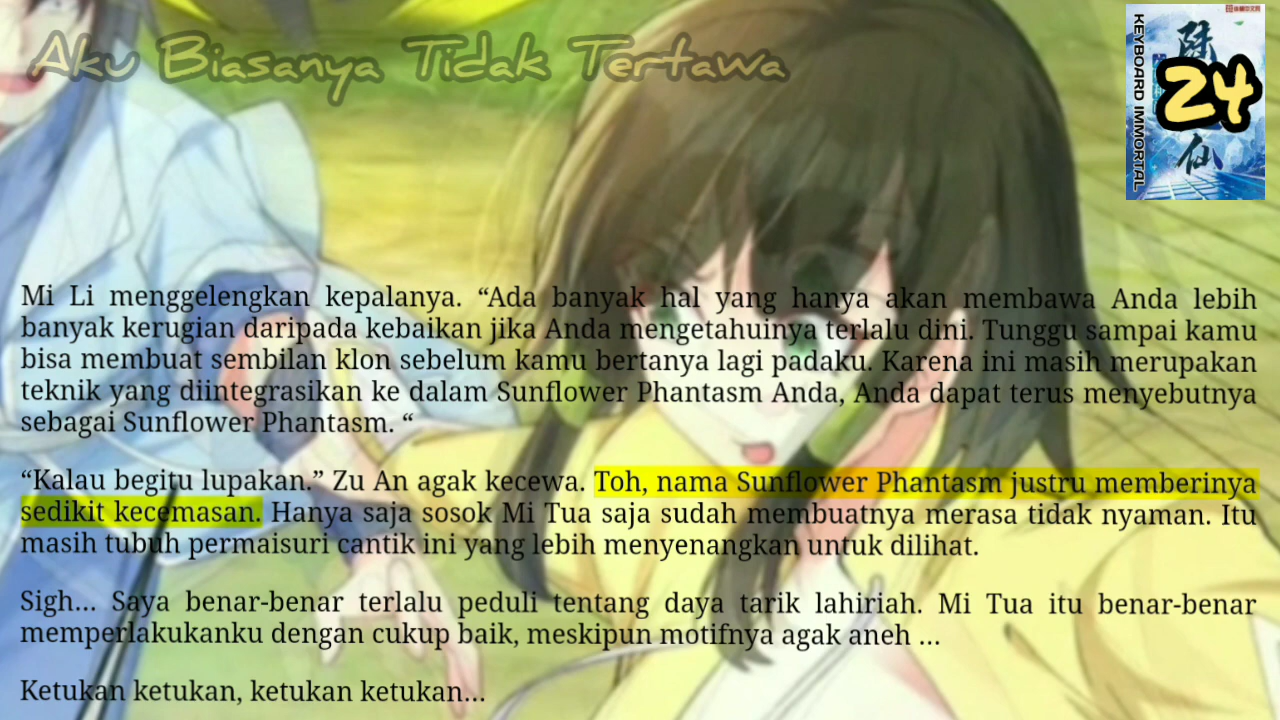 Aku Biasanya Tidak Tertawa
KEYBOARD IMMORTAL
陸
仙
24
Mi Li menggelengkan kepalanya. “Ada banyak hal yang hanya akan membawa Anda lebih
banyak kerugian daripada kebaikan jika Anda mengetahuinya terlalu dini. Tunggu sampai kamu
bisa membuat sembilan klon sebelum kamu bertanya lagi padaku. Karena ini masih merupakan
teknik yang diintegrasikan ke dalam Sunflower Phantasm Anda, Anda dapat terus menyebutnya
sebagai Sunflower Phantasm. “
“Kalau begitu lupakan.” Zu An agak kecewa. Toh, nama Sunflower Phantasm justru memberinya
sedikit kecemasan. Hanya saja sosok Mi Tua saja sudah membuatnya merasa tidak nyaman. Itu
masih tubuh permaisuri cantik ini yang lebih menyenangkan untuk dilihat.
Sigh… Saya benar-benar terlalu peduli tentang daya tarik lahiriah. Mi Tua itu benar-benar
memperlakukanku dengan cukup baik, meskipun motifnya agak aneh …
Ketukan ketukan, ketukan ketukan…